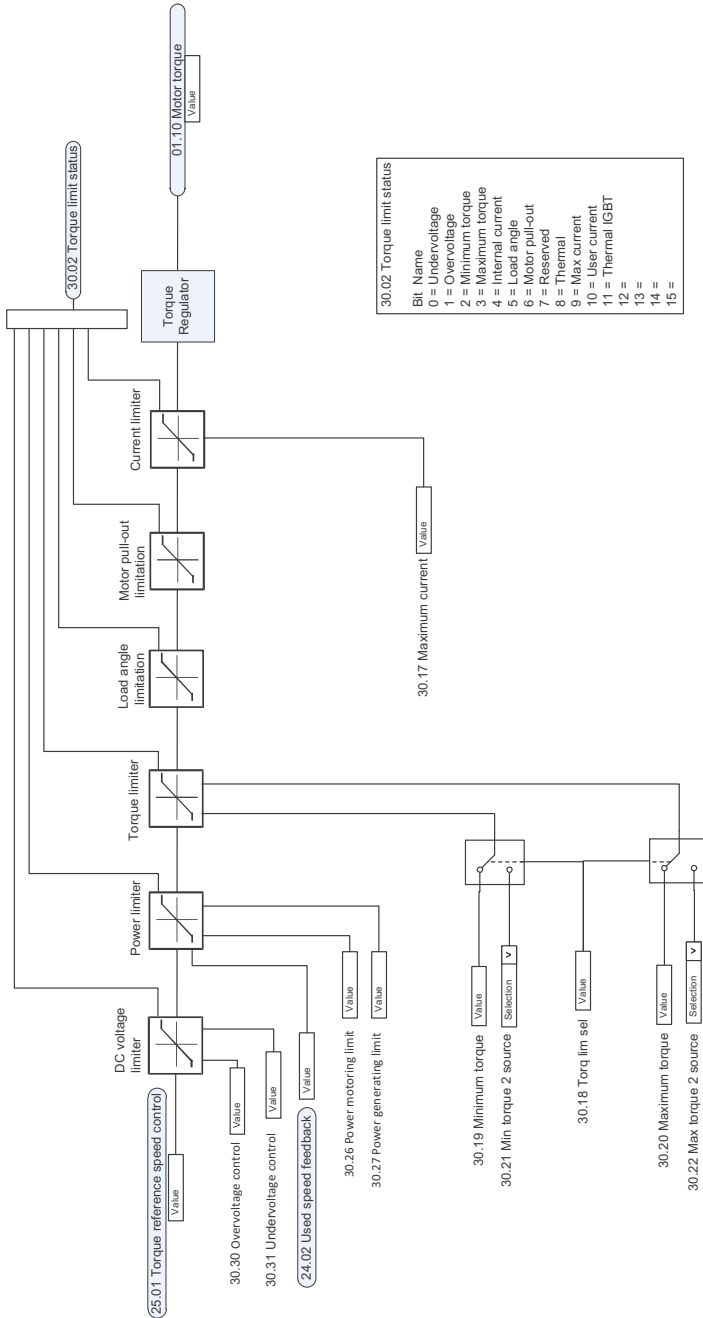 30.02 Torque limit status
01.10 Motor torque
Value
Torque
Regulator
Current limiter
Motor pull-out
limitation
Load angle
limitation
Torque limiter
Power limiter
DC voltage
limiter
25.01 Torque reference speed control
Value
30.30 Overvoltage control
Value
30.31 Undervoltage control
Value
24.02 Used speed feedback
Value
30.26 Power motoring limit
Value
30.27 Power generating limit
Value
30.17 Maximum current
Value
30.19 Minimum torque
Value
30.21 Min torque 2 source
Selection
v
30.18 Torq lim sel
Value
30.20 Maximum torque
Value
30.22 Max torque 2 source
Selection
v
30.02 Torque limit status
Bit Name
0 = Undervoltage
1 = Overvoltage
2 = Minimum torque
3 = Maximum torque
4 = Internal current
5 = Load angle
6 = Motor pull-out
7 = Reserved
8 = Thermal
9 = Max current
10 = User current
11 = Thermal IGBT
12 =
13 =
14 =
15 =